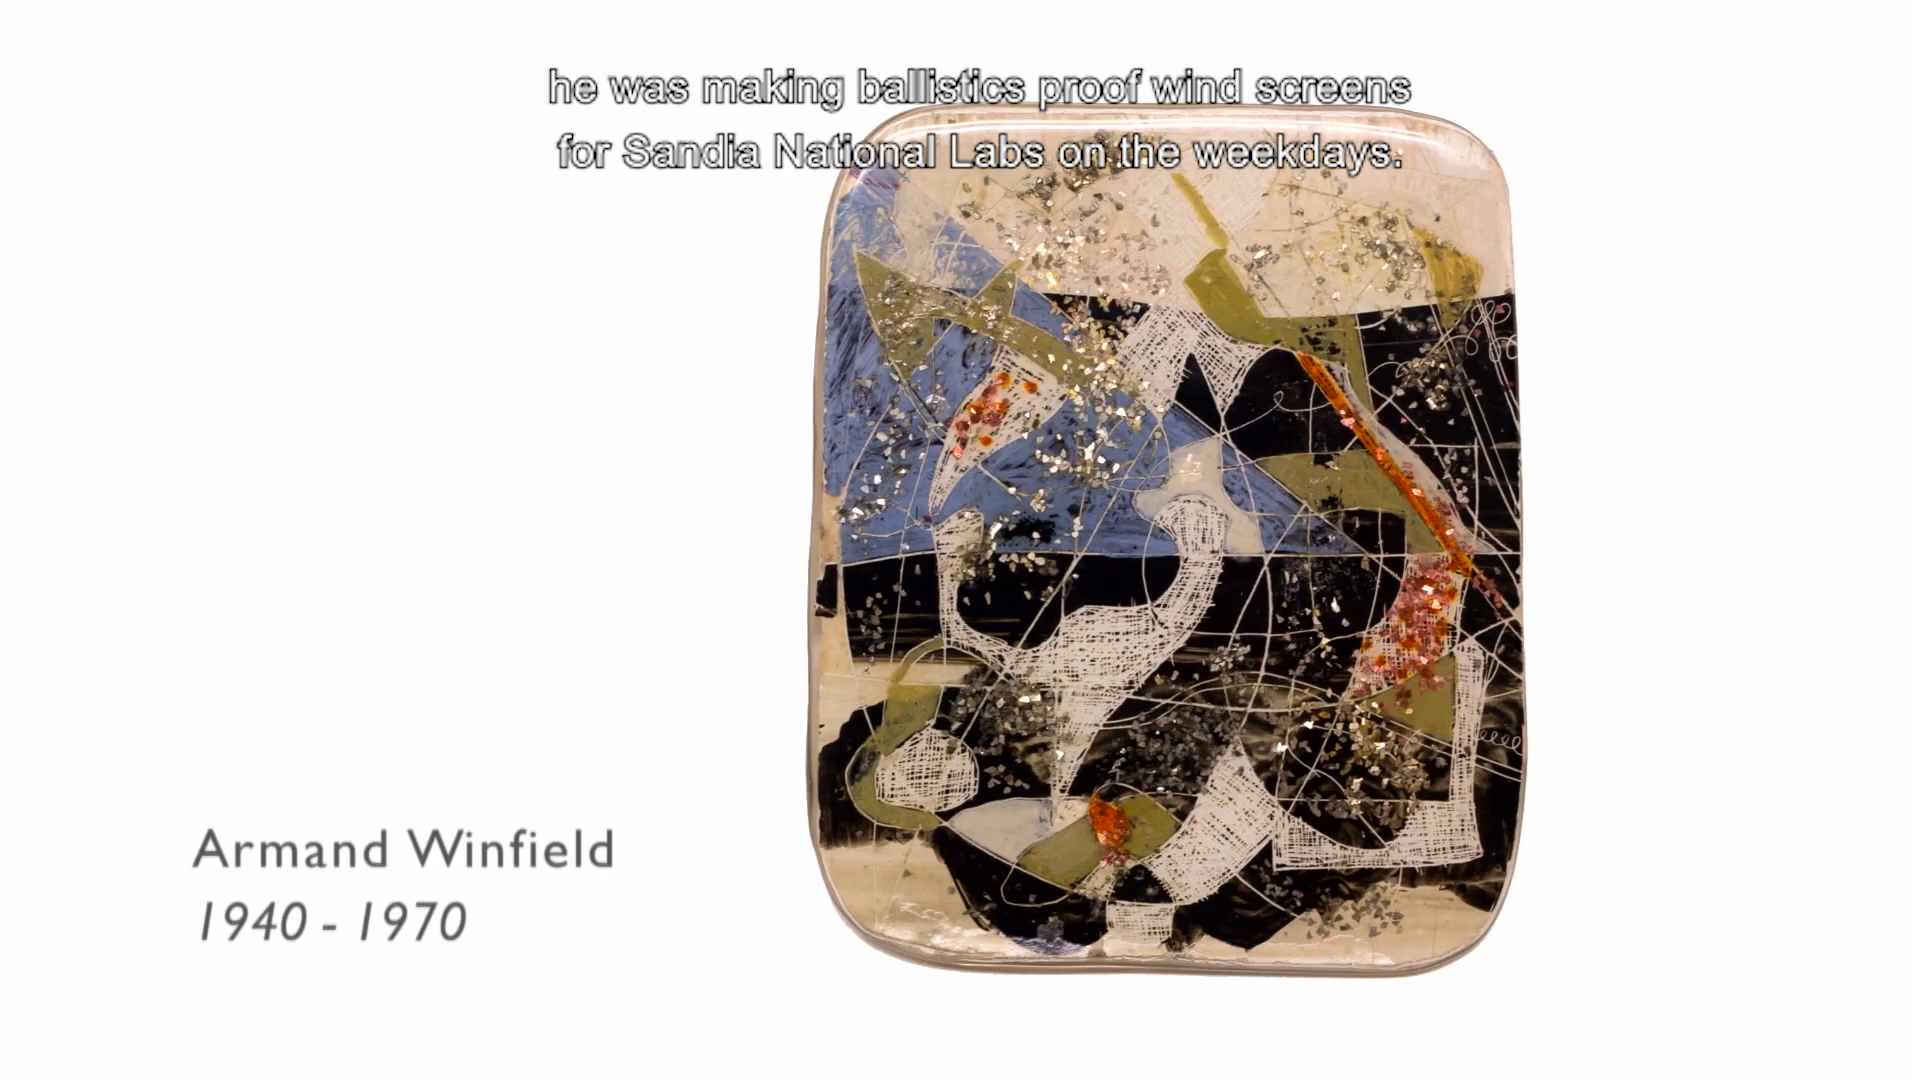 he was making ballistics proof wind screens
for Sandia National Labs on the weekdays.
Armand Winfield
1940 - 1970